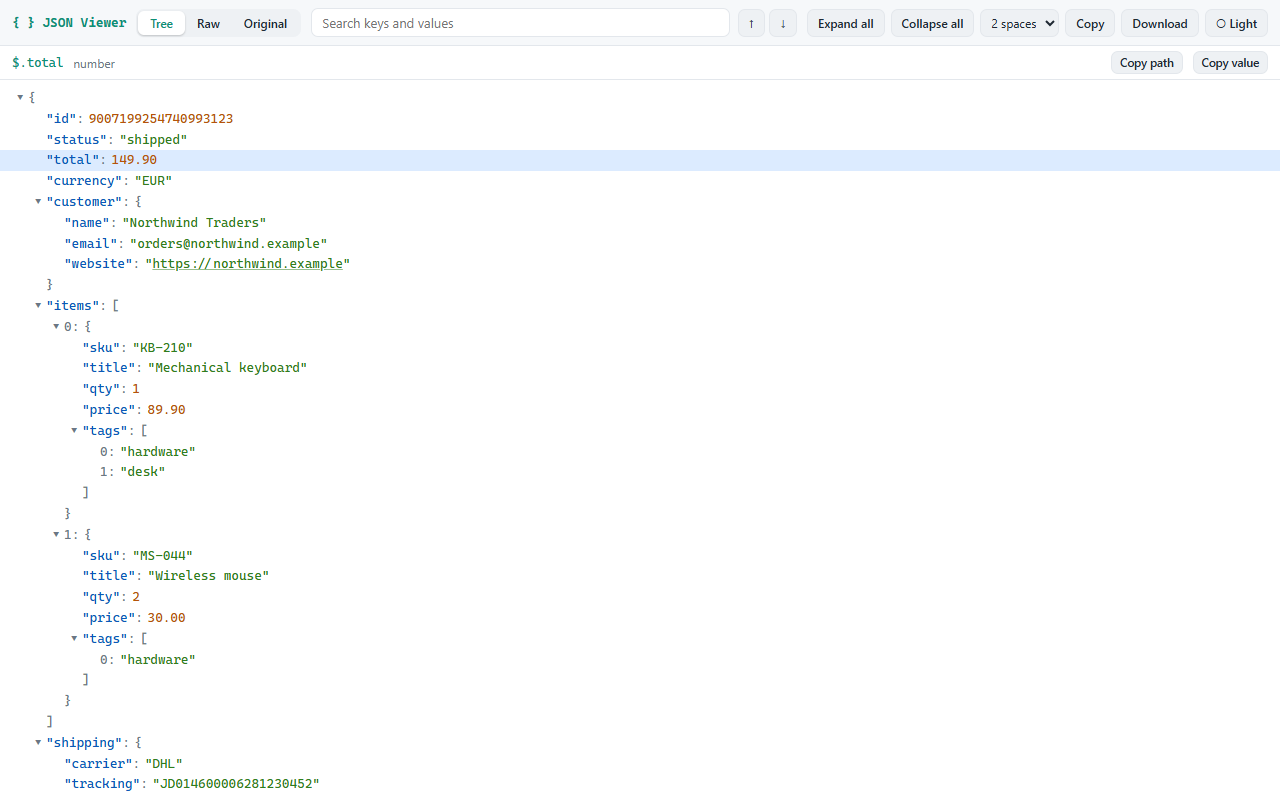 { } JSON Viewer Tree Raw Original Search keys and values ↑ ↓ Expand all Collapse all 2 spaces Copy Download Light
$.total number Copy path Copy value
{
"id": 9007199254740993123
"status": "shipped"
"total": 149.90
"currency": "EUR"
"customer": {
"name": "Northwind Traders"
"email": "orders@northwind.example"
"website": "https://northwind.example"
}
"items": [
0: {
"sku": "KB-210"
"title": "Mechanical keyboard"
"qty": 1
"price": 89.90
"tags": [
0: "hardware"
1: "desk"
]
}
1: {
"sku": "MS-044"
"title": "Wireless mouse"
"qty": 2
"price": 30.00
"tags": [
0: "hardware"
]
}
]
"shipping": {
"carrier": "DHL"
"tracking": "JD014600006281230452"